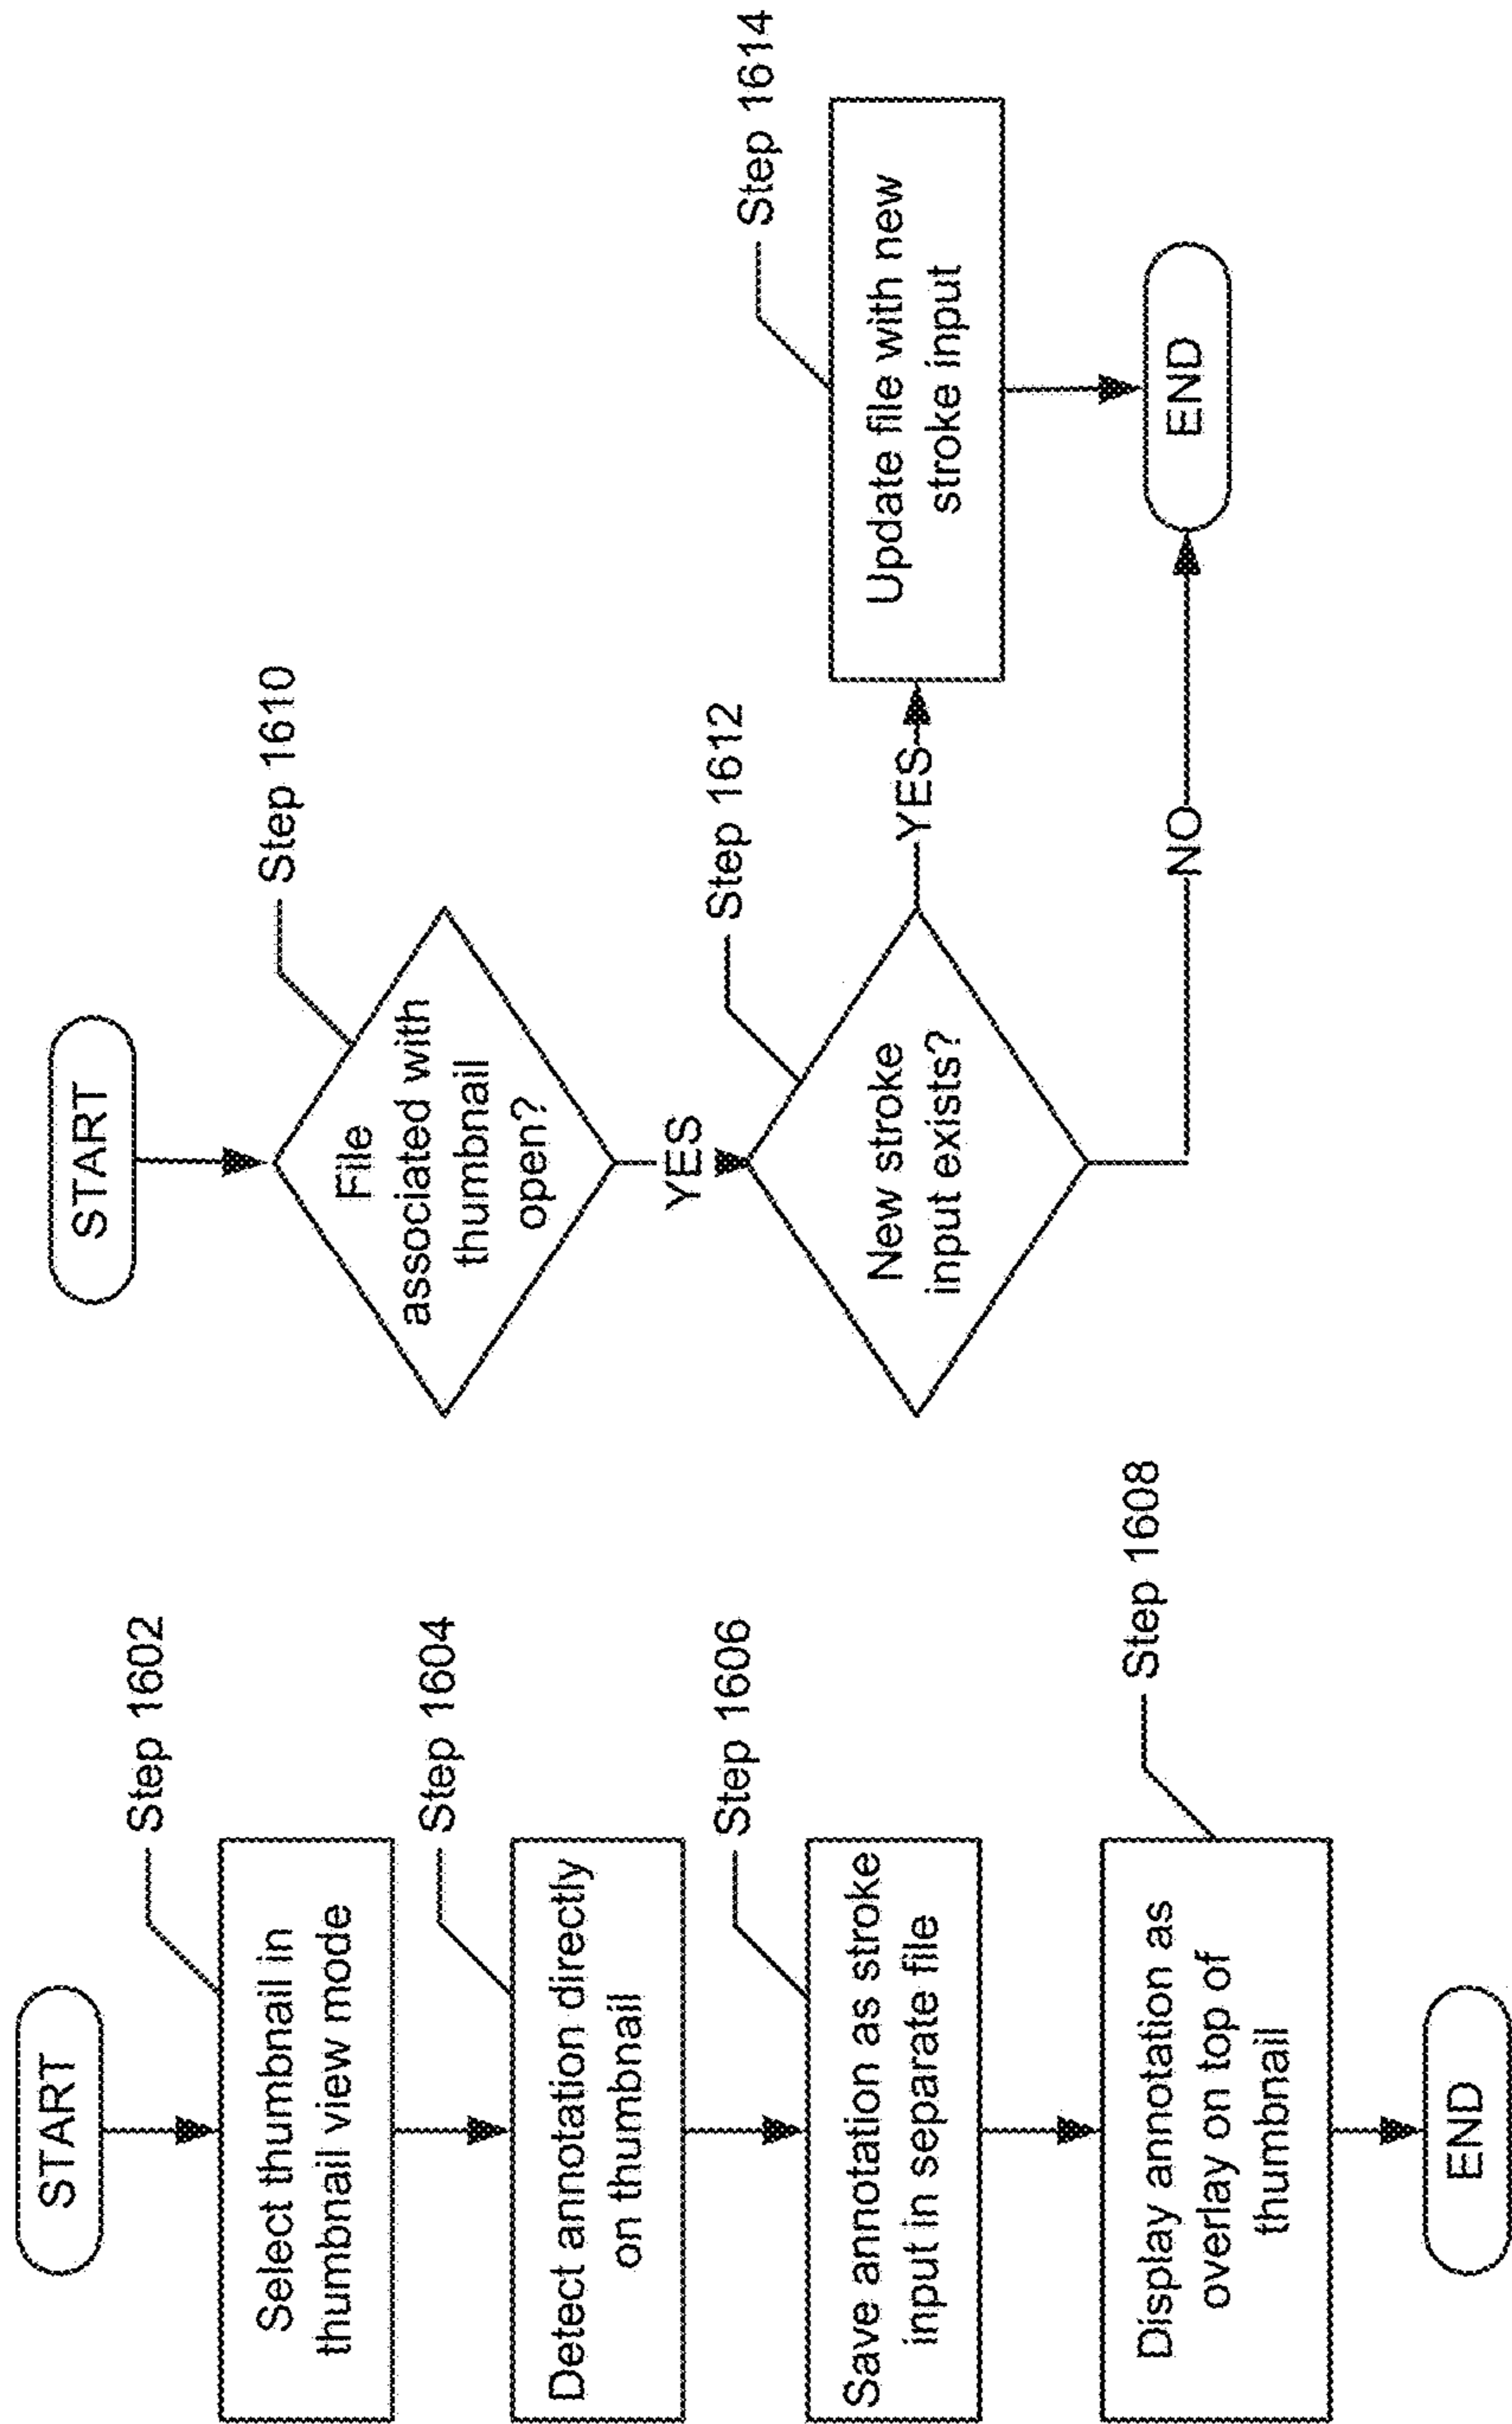 START
Step 1602
Select thumbnail in
thumbnail view mode
Step 1604
Detect annotation directly
on thumbnail
Step 1606
Save annotation as stroke
input in separate file
Step 1608
Display annotation as
overlay on top of
thumbnail
END
START
Step 1610
File
associated with
thumbnail
open?
YES
Step 1612
New stroke
input exists?
YES
Step 1614
Update file with new
stroke input
NO
END